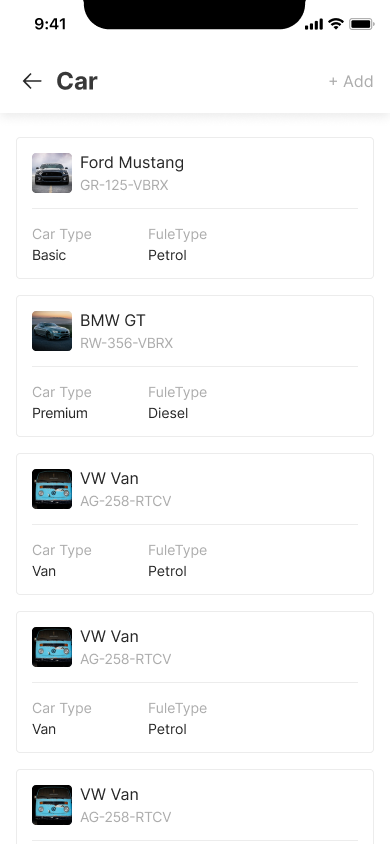 9:41
Car
+ Add
Ford Mustang
GR-125-VBRX
Car Type FuleType
Basic Petrol
BMW GT
RW-356-VBRX
Car Type FuleType
Premium Diesel
VW Van
AG-258-RTCV
Car Type FuleType
Van Petrol
VW Van
AG-258-RTCV
Car Type FuleType
Van Petrol
VW Van
AG-258-RTCV